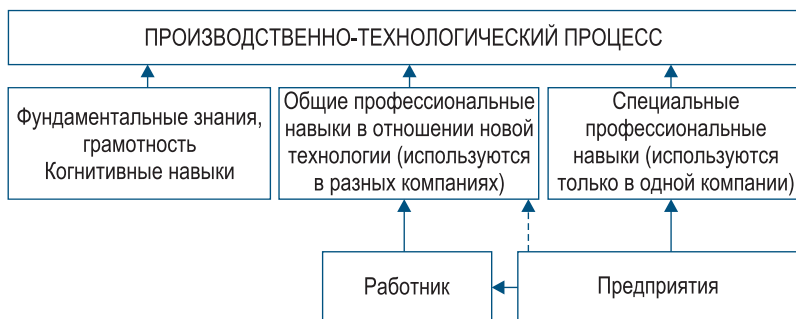 ПРОИЗВОДСТВЕННО-ТЕХНОЛОГИЧЕСКИЙ ПРОЦЕСС
Фундаментальные знания,
грамотность
Когнитивные навыки
Общие профессиональные
навыки в отношении новой
технологии (используются
в разных компаниях)
Специальные
профессиональные
навыки (используются
только в одной компании)
Работник
Предприятия